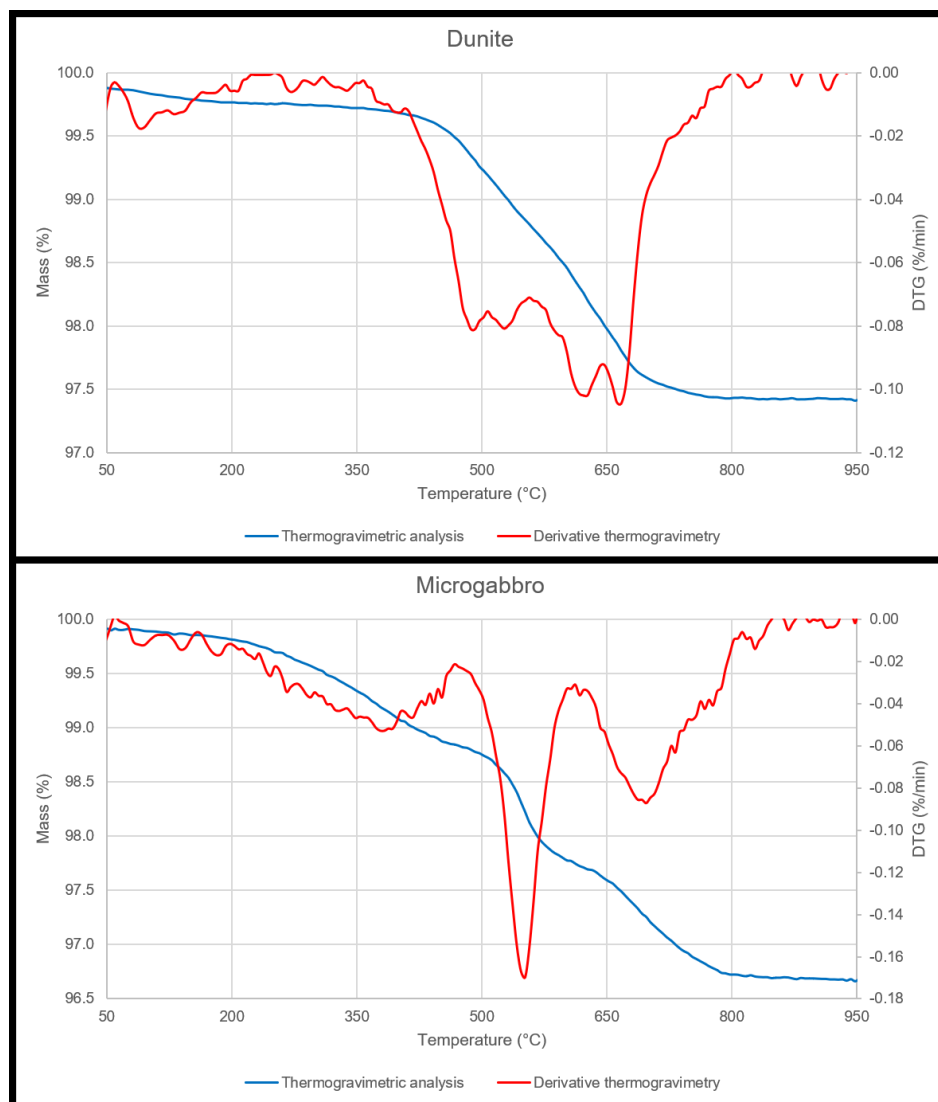 Dunite
100.0
99.5
99.0
98.5
98.0
97.5
97.0
Mass (%)
0.00
-0.02
-0.04
-0.06
-0.08
-0.10
-0.12
DTG (%/min)
50 200 350 500 650 800 950
Temperature (°C)
Thermogravimetric analysis Derivative thermogravimetry
Microgabbro
100.0
99.5
99.0
98.5
98.0
97.5
97.0
96.5
Mass (%)
0.00
-0.02
-0.04
-0.06
-0.08
-0.10
-0.12
-0.14
-0.16
-0.18
DTG (%/min)
50 200 350 500 650 800 950
Temperature (°C)
Thermogravimetric analysis Derivative thermogravimetry